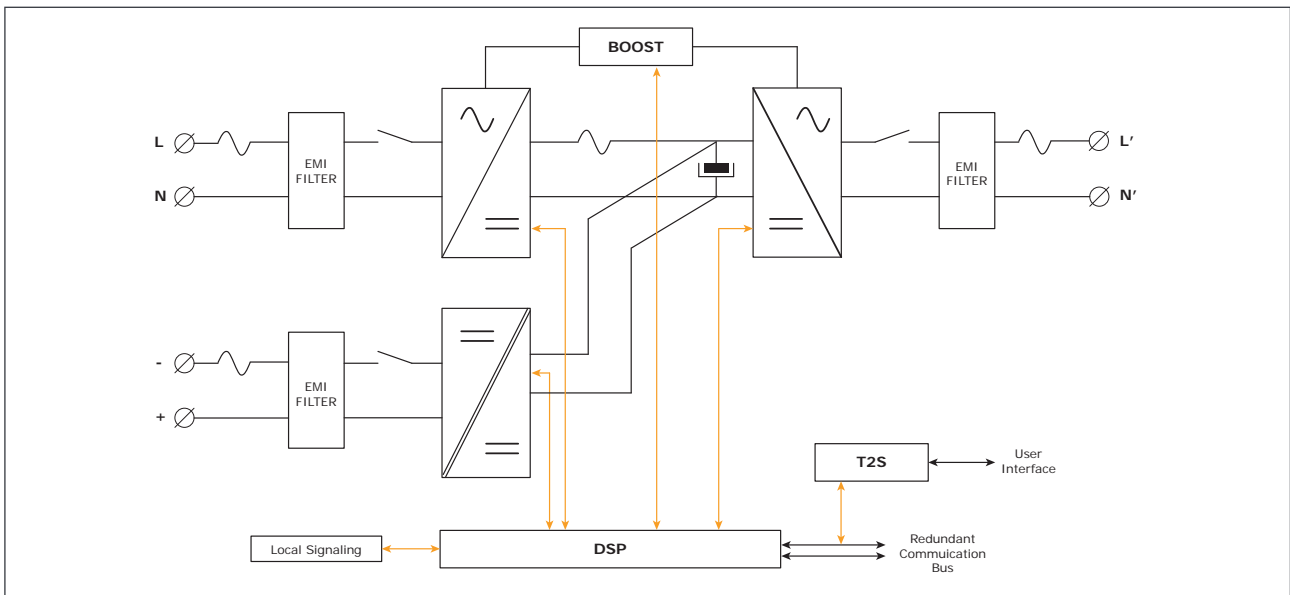 BOOST
L
N
EMI
FILTER
EMI
FILTER
L'
N'
-
+
EMI
FILTER
T2S
User
Interface
Local Signaling
DSP
Redundant
Commuication
Bus